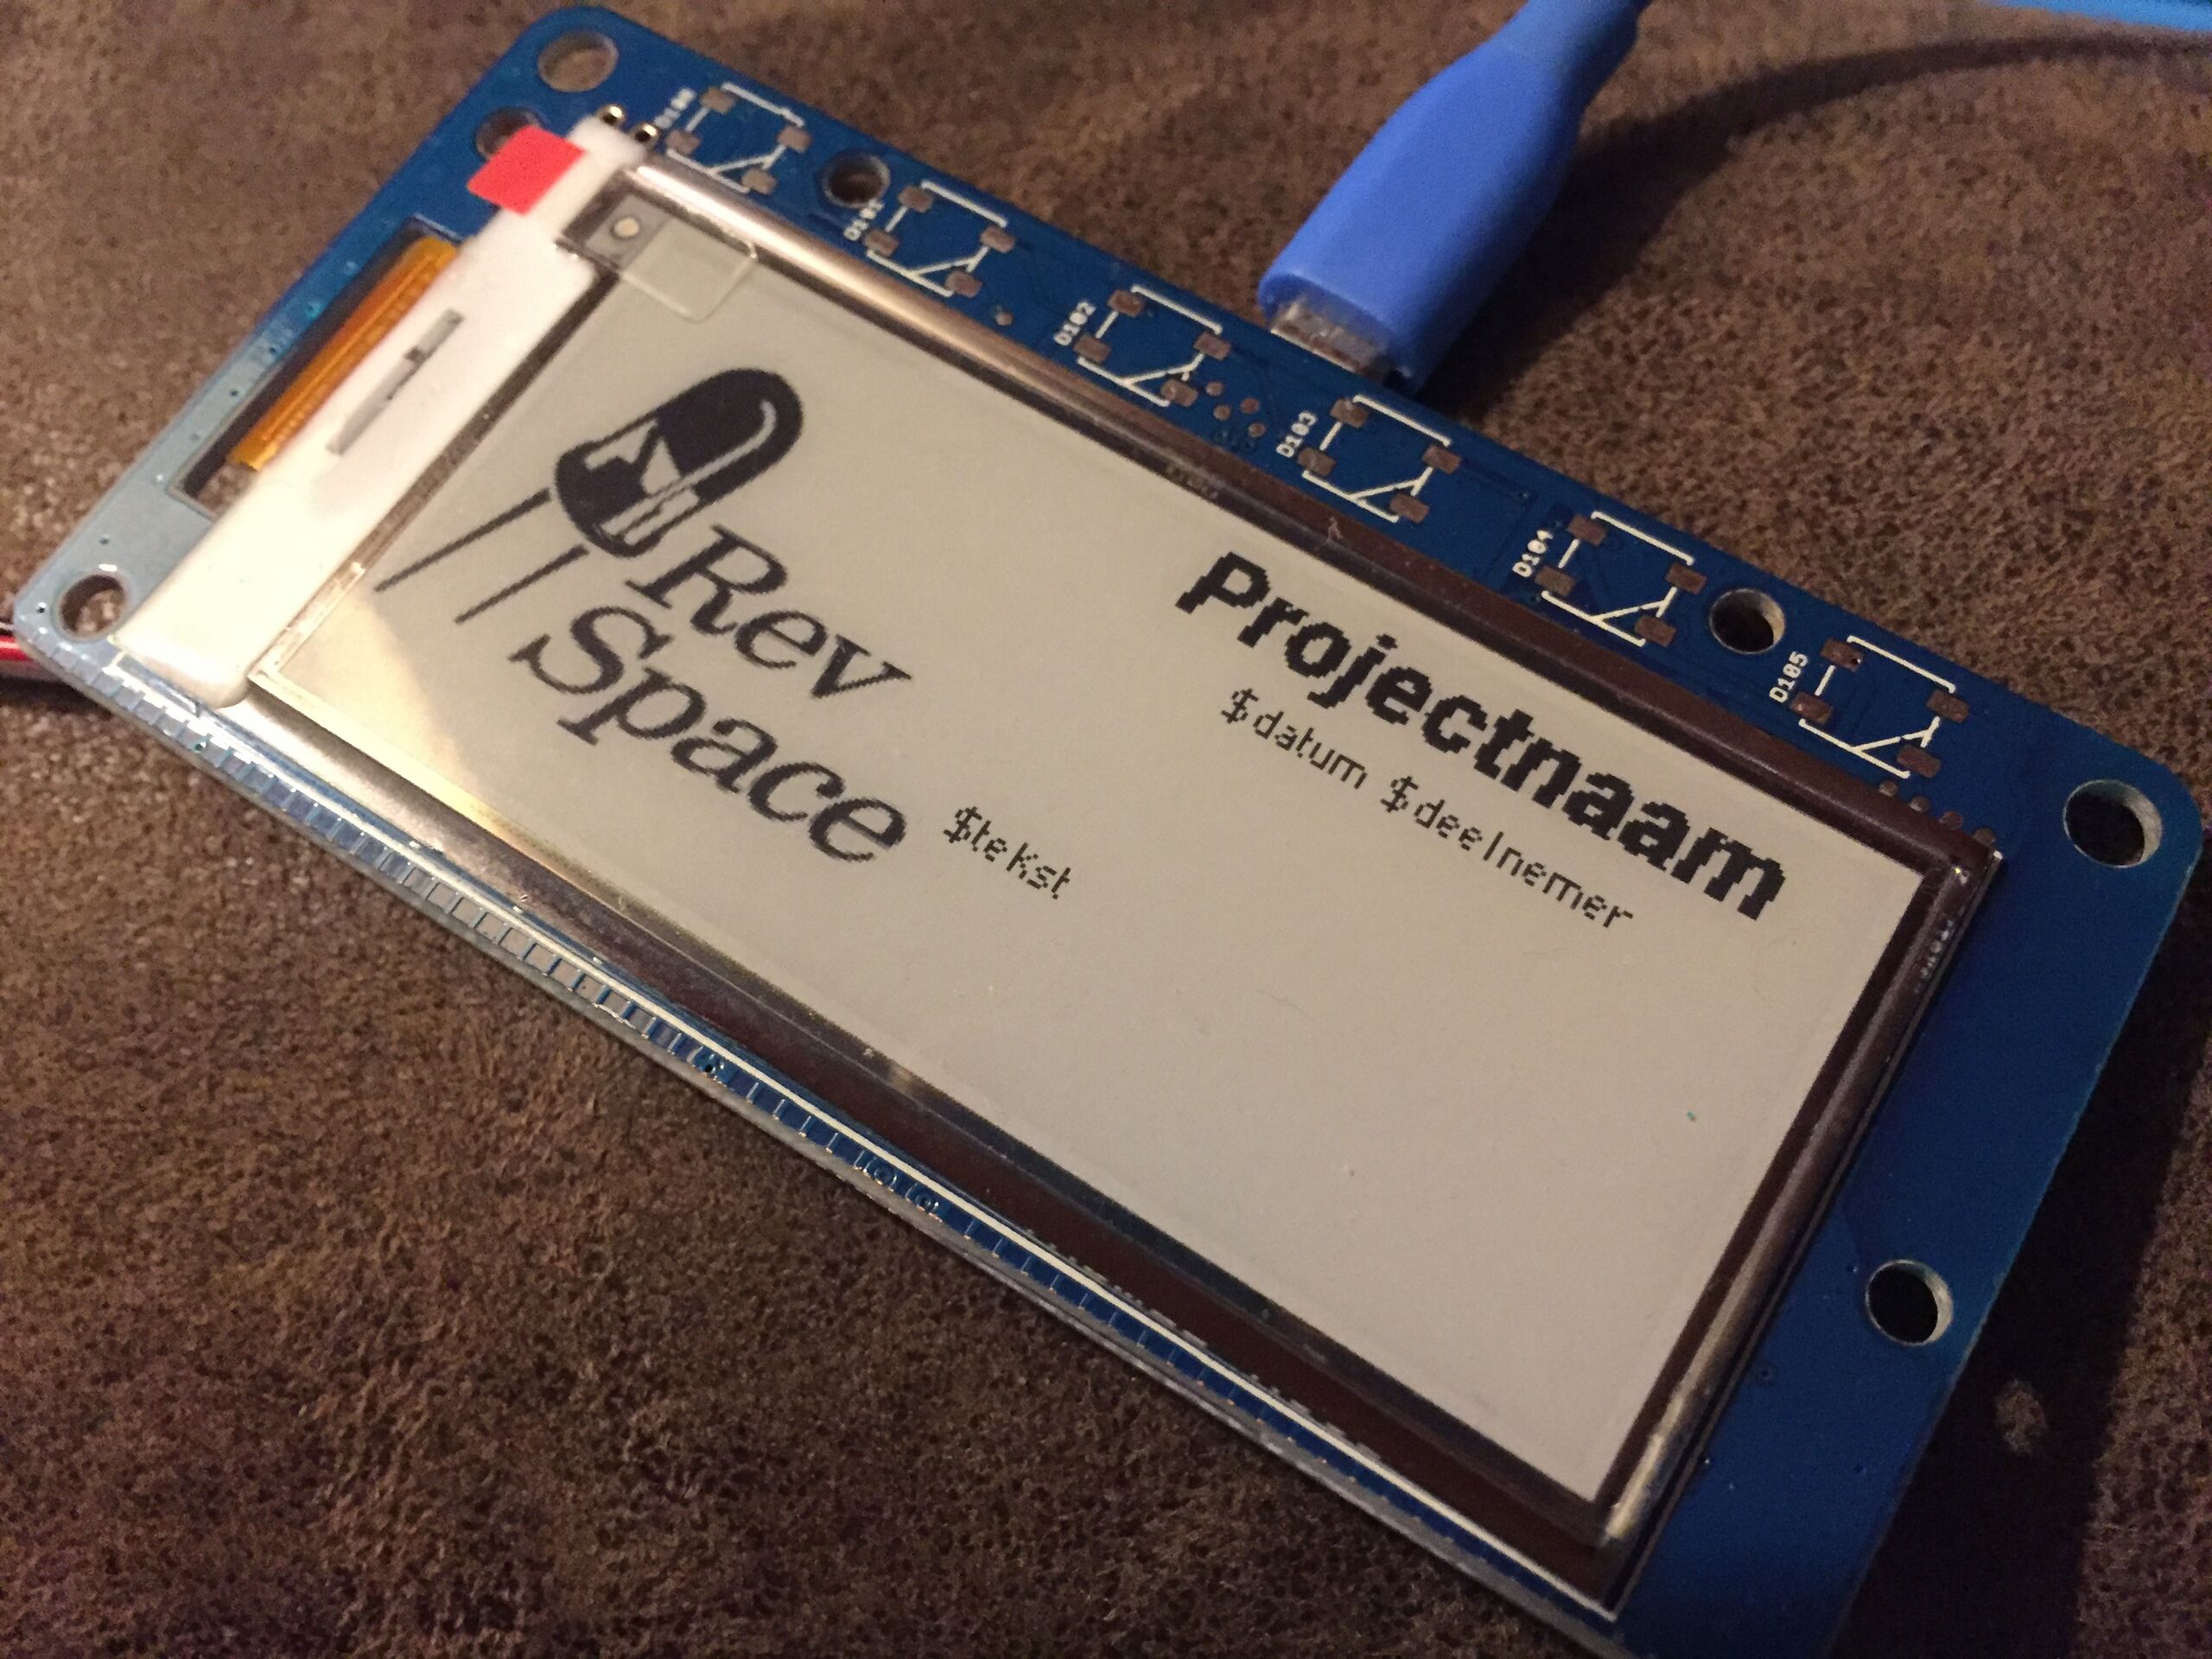 D101
D102
D103
D104
D105
Rev
Space
Projectnaam
$datum $deelnemer
$tekst